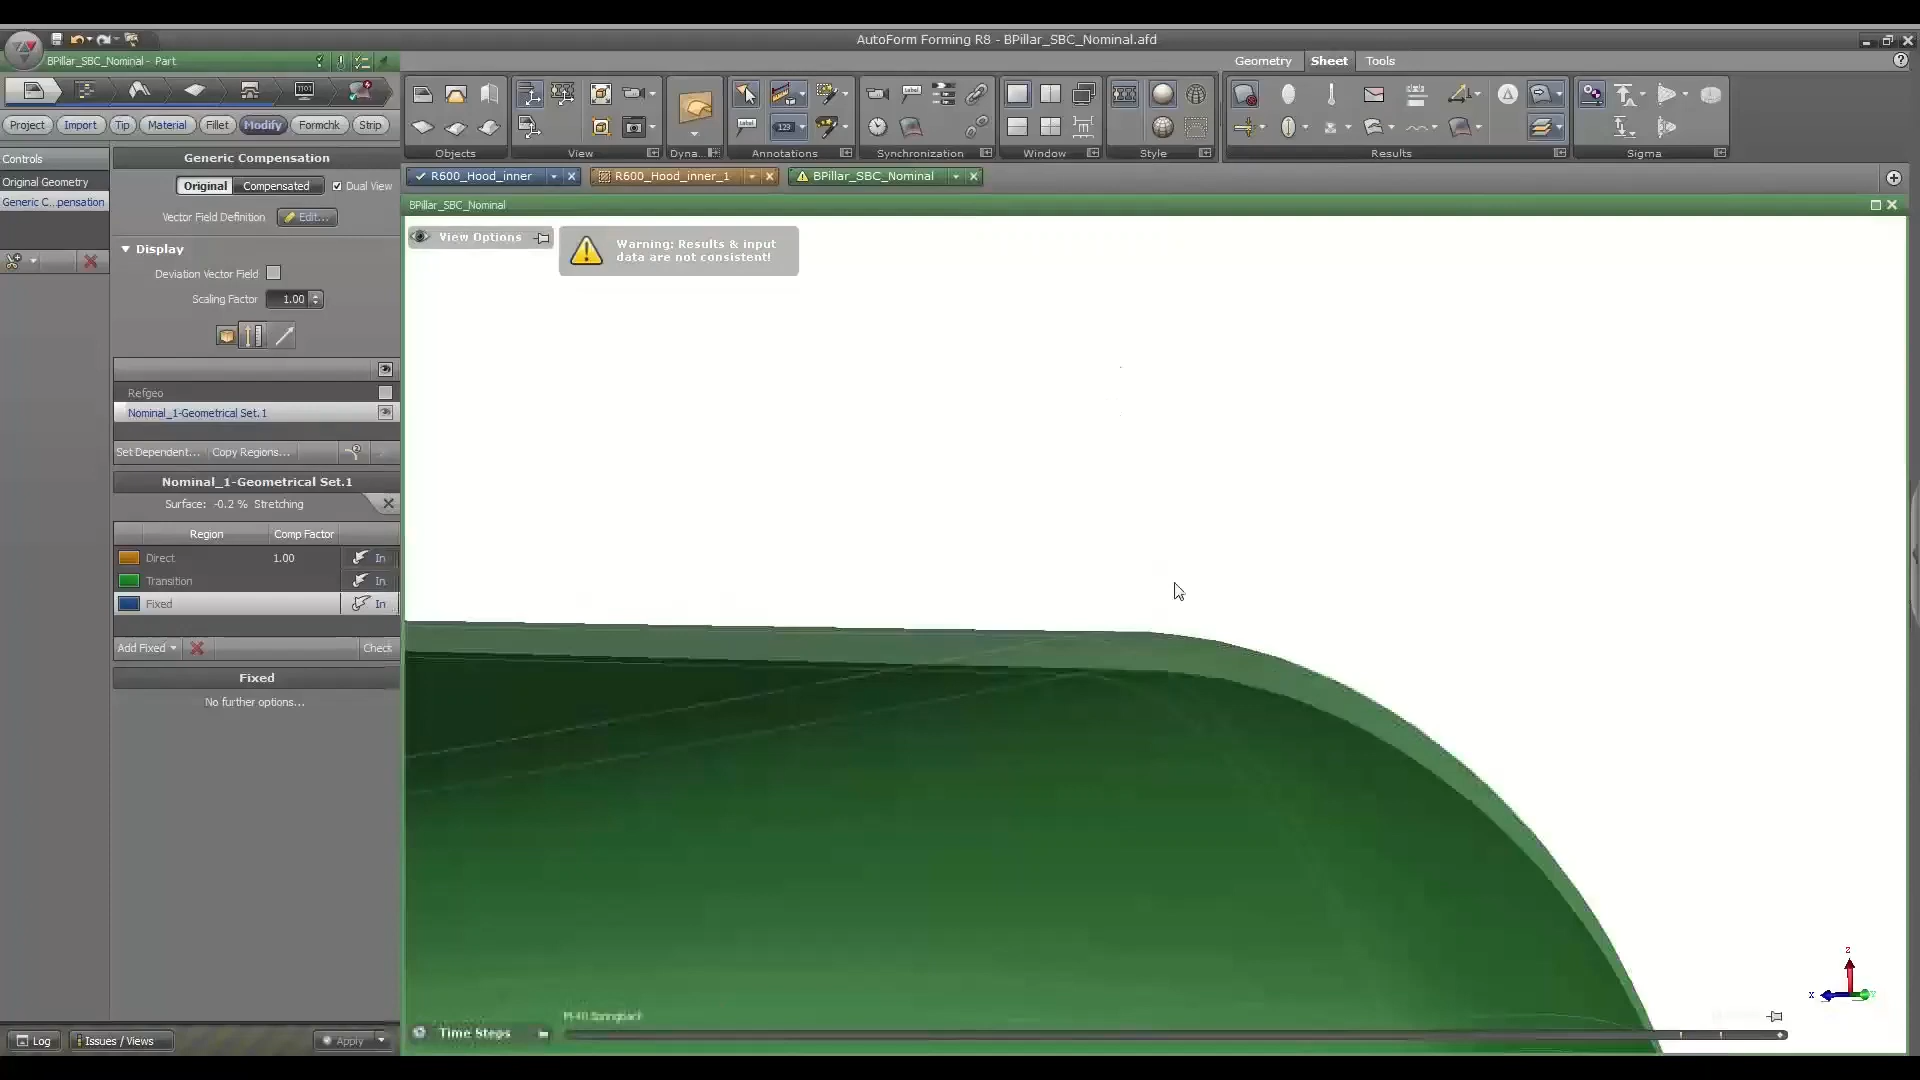 AutoForm Forming R8 - BPillar_SBC_Nominal.afd
BPillar_SBC_Nominal - Part
Geometry Sheet Tools
Project Import Tip Material Fillet Modify Formchk Strip
Objects View Dyna... Annotations Synchronization Window Style Results Sigma
Controls
Original Geometry
Generic C...pensation
Generic Compensation
Original Compensated Dual View
Vector Field Definition Edit...
Display
Deviation Vector Field
Scaling Factor 1.00
Refgeo
Nominal_1-Geometrical Set.1
Set Dependent... Copy Regions...
Nominal_1-Geometrical Set.1
Surface: -0.2 % Stretching
Region Comp Factor
Direct 1.00 In
Transition In
Fixed In
Add Fixed Check
Fixed
No further options...
Log Issues / Views Apply
R600_Hood_inner R600_Hood_inner_1 BPillar_SBC_Nominal
BPillar_SBC_Nominal
View Options
Warning: Results & input
data are not consistent!
Z
X Y
Time Steps